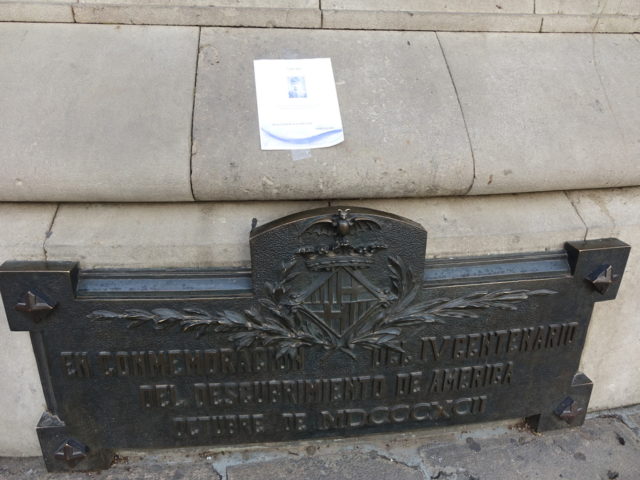 EN CONMEMORACION DEL IV CENTENARIO
DEL DESCUBRIMIENTO DE AMERICA
OCTUBRE DE MDCCCXCII